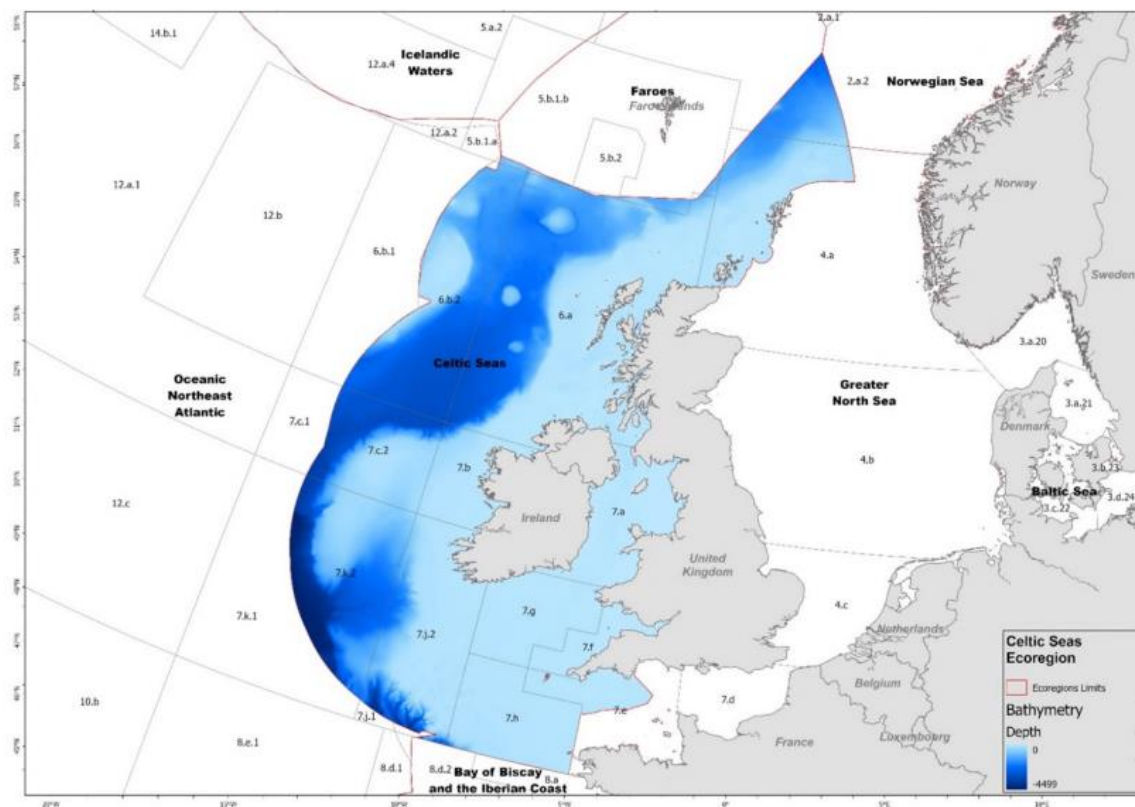 14.b.1
5.a.2
2.a.1
12.a.4
Icelandic
Waters
Faroes
Faroe Islands
2.a.2
Norwegian Sea
5.b.1.b
12.a.2
5.b.1.a
5.b.2
12.a.1
12.b
Norway
6.b.1
4.a
Sweden
6.b.2
6.a
3.a.20
Celtic Seas
Oceanic
Northeast
Atlantic
Greater
North Sea
3.a.21
7.c.1
Denmark
7.c.2
7.b
4.b
3.b.23
Baltic Sea
3.d.24
3.c.22
12.c
7.a
Ireland
United
Kingdom
7.k.2
7.k.1
7.g
4.c
7.j.2
7.f
Netherlands
Belgium
10.b
7.j.1
7.h
7.e
7.d
8.e.1
France
Luxembourg
8.d.1
8.d.2
8.a
Bay of Biscay
and the Iberian Coast
Celtic Seas
Ecoregion
Ecoregions Limits
Bathymetry
Depth
0
-4499